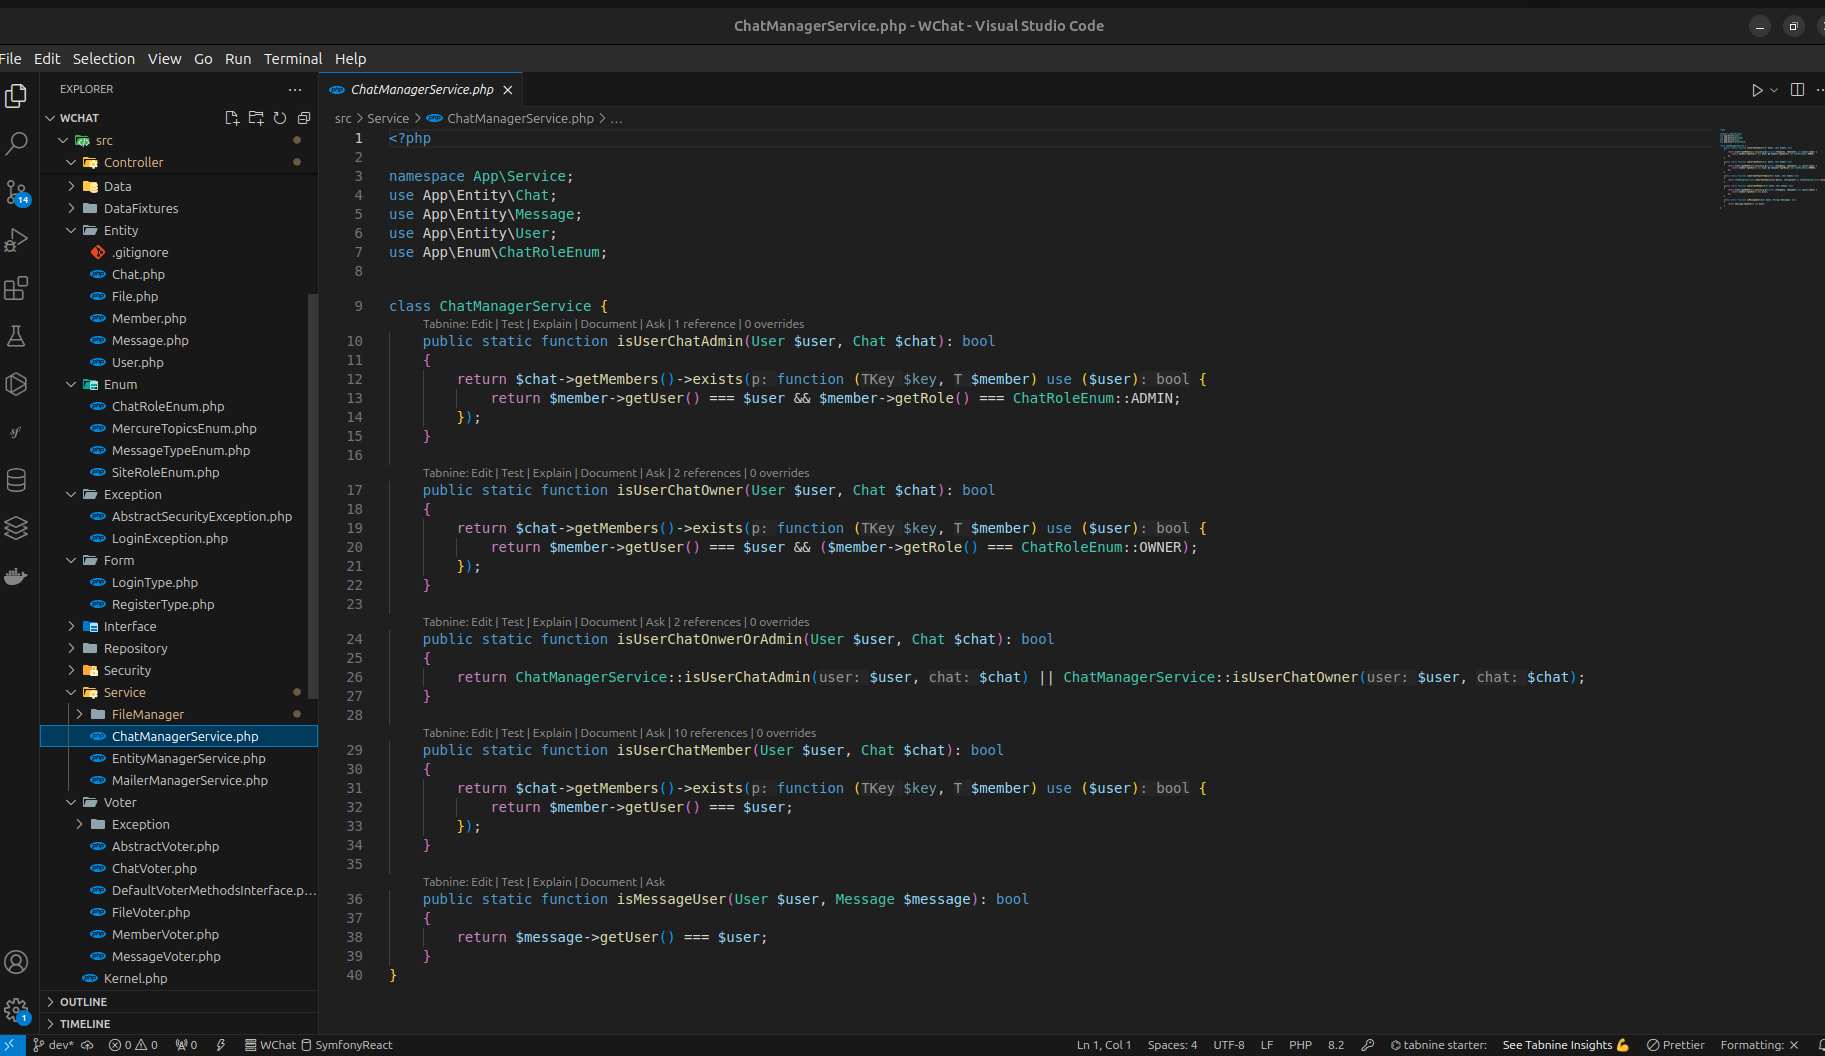 ChatManagerService.php - WChat - Visual Studio Code
File Edit Selection View Go Run Terminal Help
EXPLORER
WCHAT
src
Controller
Data
DataFixtures
Entity
.gitignore
Chat.php
File.php
Member.php
Message.php
User.php
Enum
ChatRoleEnum.php
MercureTopicsEnum.php
MessageTypeEnum.php
SiteRoleEnum.php
Exception
AbstractSecurityException.php
LoginException.php
Form
LoginType.php
RegisterType.php
Interface
Repository
Security
Service
FileManager
ChatManagerService.php
EntityManagerService.php
MailerManagerService.php
Voter
Exception
AbstractVoter.php
ChatVoter.php
DefaultVoterMethodsInterface.p...
FileVoter.php
MemberVoter.php
MessageVoter.php
Kernel.php
OUTLINE
TIMELINE
14
1
ChatManagerService.php
src > Service > ChatManagerService.php > ...
1 <?php
2
3 namespace App\Service;
4 use App\Entity\Chat;
5 use App\Entity\Message;
6 use App\Entity\User;
7 use App\Enum\ChatRoleEnum;
8
9 class ChatManagerService {
Tabnine: Edit | Test | Explain | Document | Ask | 1 reference | 0 overrides
10 public static function isUserChatAdmin(User $user, Chat $chat): bool
11 {
12 return $chat->getMembers()->exists(p: function (TKey $key, T $member) use ($user): bool {
13 return $member->getUser() === $user && $member->getRole() === ChatRoleEnum::ADMIN;
14 });
15 }
16
Tabnine: Edit | Test | Explain | Document | Ask | 2 references | 0 overrides
17 public static function isUserChatOwner(User $user, Chat $chat): bool
18 {
19 return $chat->getMembers()->exists(p: function (TKey $key, T $member) use ($user): bool {
20 return $member->getUser() === $user && ($member->getRole() === ChatRoleEnum::OWNER);
21 });
22 }
23
Tabnine: Edit | Test | Explain | Document | Ask | 2 references | 0 overrides
24 public static function isUserChatOnwerOrAdmin(User $user, Chat $chat): bool
25 {
26 return ChatManagerService::isUserChatAdmin(user: $user, chat: $chat) || ChatManagerService::isUserChatOwner(user: $user, chat: $chat);
27 }
28
Tabnine: Edit | Test | Explain | Document | Ask | 10 references | 0 overrides
29 public static function isUserChatMember(User $user, Chat $chat): bool
30 {
31 return $chat->getMembers()->exists(p: function (TKey $key, T $member) use ($user): bool {
32 return $member->getUser() === $user;
33 });
34 }
35
Tabnine: Edit | Test | Explain | Document | Ask
36 public static function isMessageUser(User $user, Message $message): bool
37 {
38 return $message->getUser() === $user;
39 }
40 }
dev* 0 0 0 WChat SymfonyReact Ln 1, Col 1 Spaces: 4 UTF-8 LF PHP 8.2 tabnine starter: See Tabnine Insights 💪 Prettier Formatting: ×